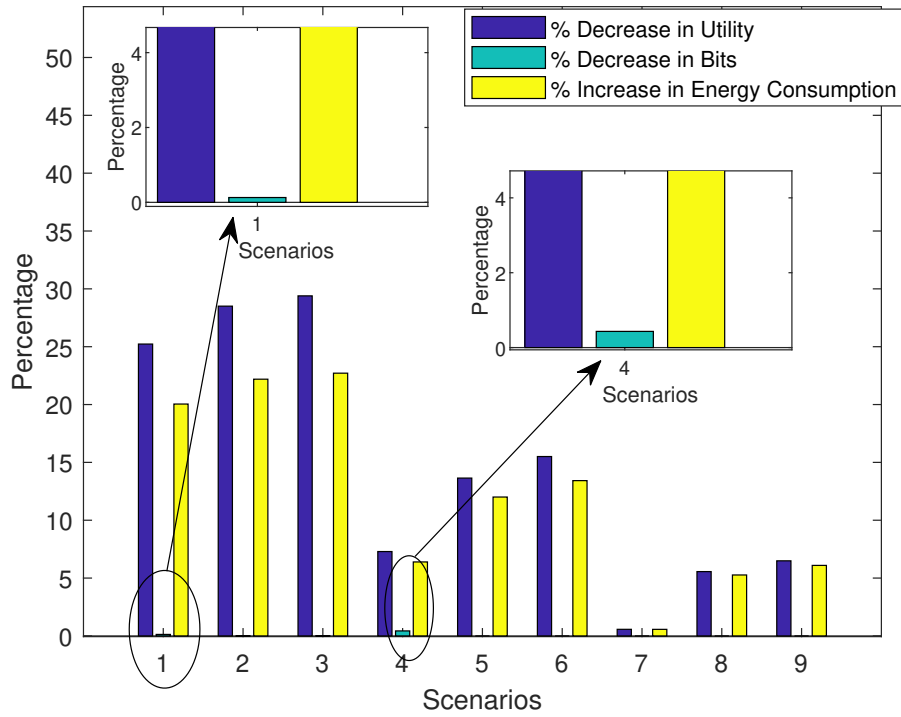 % Decrease in Utility
% Decrease in Bits
% Increase in Energy Consumption
4
2
0
Percentage
1
Scenarios
4
2
0
Percentage
4
Scenarios
50
45
40
35
30
25
20
15
10
5
0
Percentage
1 2 3 4 5 6 7 8 9
Scenarios